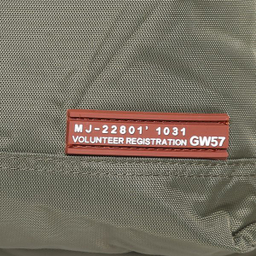 MJ-22801' 1031
VOLUNTEER REGISTRATION GW57